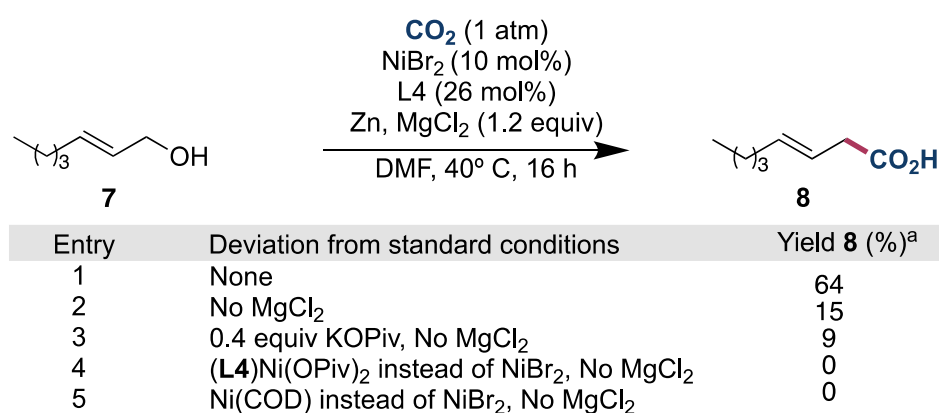 CO₂ (1 atm)
NiBr₂ (10 mol%)
L4 (26 mol%)
Zn, MgCl₂ (1.2 equiv)
DMF, 40º C, 16 h
( )₃ OH
7
( )₃ CO₂H
8
Entry Deviation from standard conditions Yield 8 (%)ᵃ
1 None 64
2 No MgCl₂ 15
3 0.4 equiv KOPiv, No MgCl₂ 9
4 (L4)Ni(OPiv)₂ instead of NiBr₂, No MgCl₂ 0
5 Ni(COD) instead of NiBr₂, No MgCl₂ 0